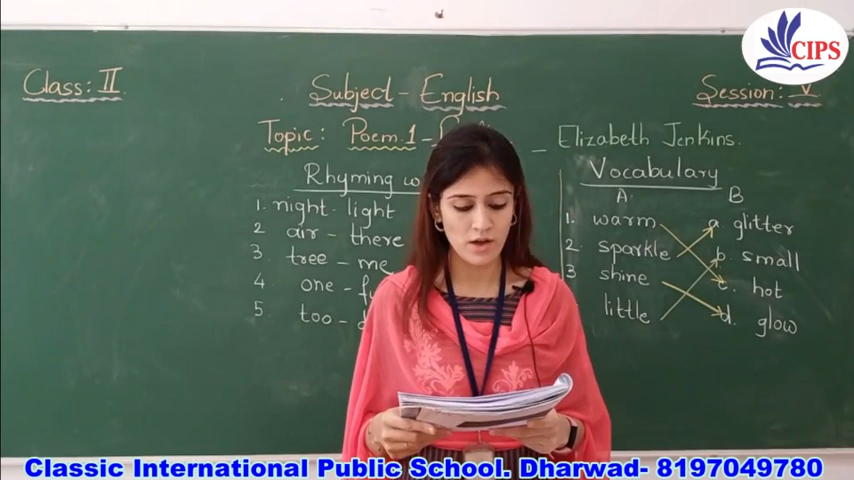 CIPS
Class: II
Subject - English
Session: V
Topic: Poem.1 - _ Elizabeth Jenkins.
Rhyming
1. night - light
2 air - there
3. tree - me
4 one -
5 too -
Vocabulary
A. B
1. warm a. glitter
2. sparkle b. small
3 shine c. hot
little d. glow
Classic International Public School. Dharwad- 8197049780